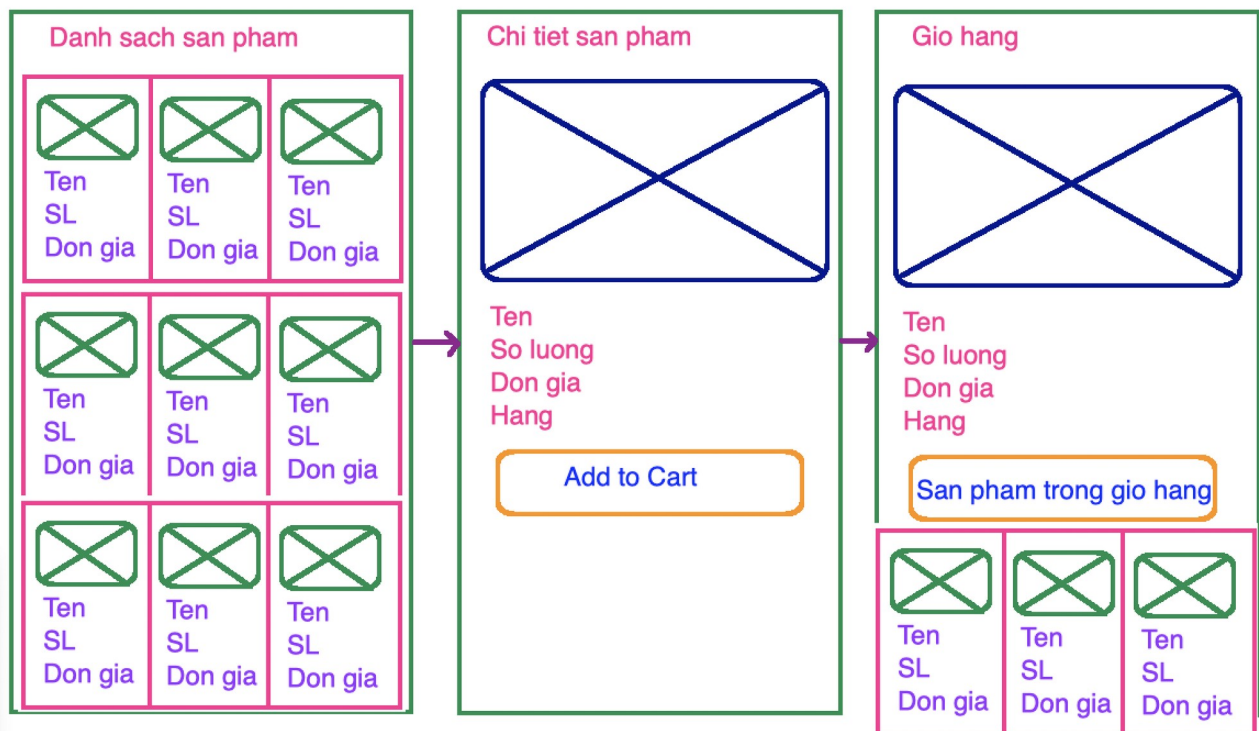 Danh sach san pham
Ten
SL
Don gia
Ten
SL
Don gia
Ten
SL
Don gia
Ten
SL
Don gia
Ten
SL
Don gia
Ten
SL
Don gia
Ten
SL
Don gia
Ten
SL
Don gia
Ten
SL
Don gia
Chi tiet san pham
Ten
So luong
Don gia
Hang
Add to Cart
Gio hang
Ten
So luong
Don gia
Hang
San pham trong gio hang
Ten
SL
Don gia
Ten
SL
Don gia
Ten
SL
Don gia